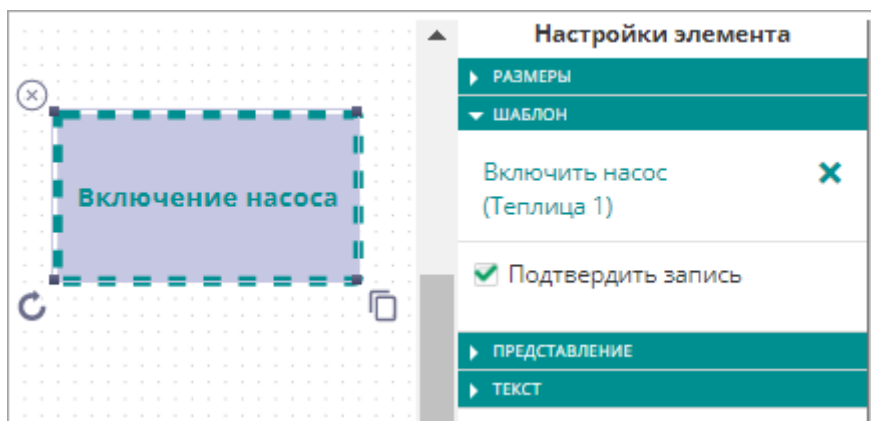 Настройки элемента
РАЗМЕРЫ
ШАБЛОН
Включить насос
(Теплица 1)
Подтвердить запись
ПРЕДСТАВЛЕНИЕ
ТЕКСТ
Включение насоса